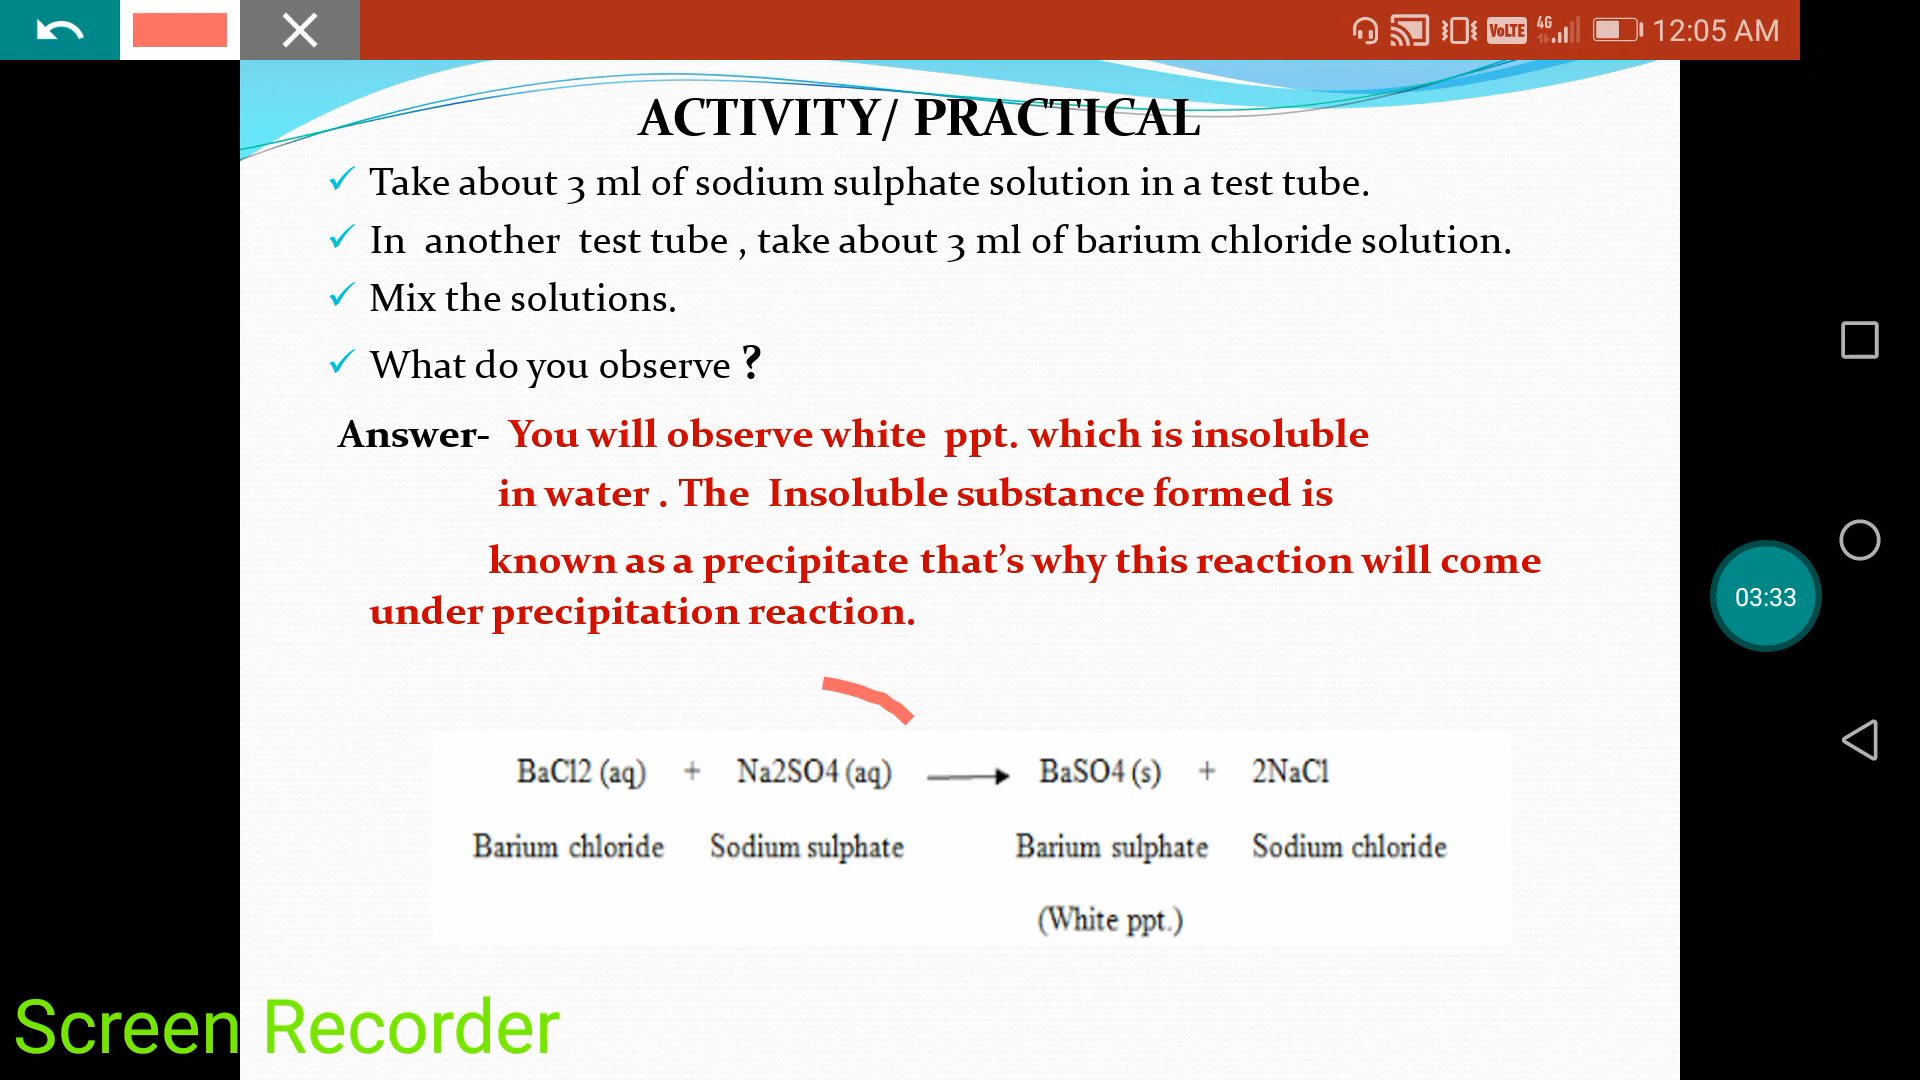 VoLTE 4G 12:05 AM
ACTIVITY/ PRACTICAL
✓ Take about 3 ml of sodium sulphate solution in a test tube.
✓ In another test tube , take about 3 ml of barium chloride solution.
✓ Mix the solutions.
✓ What do you observe ?
Answer- You will observe white ppt. which is insoluble
in water . The Insoluble substance formed is
known as a precipitate that’s why this reaction will come
under precipitation reaction.
03:33
BaCl2 (aq) + Na2SO4 (aq) ⟶ BaSO4 (s) + 2NaCl
Barium chloride Sodium sulphate Barium sulphate Sodium chloride
(White ppt.)
Screen Recorder